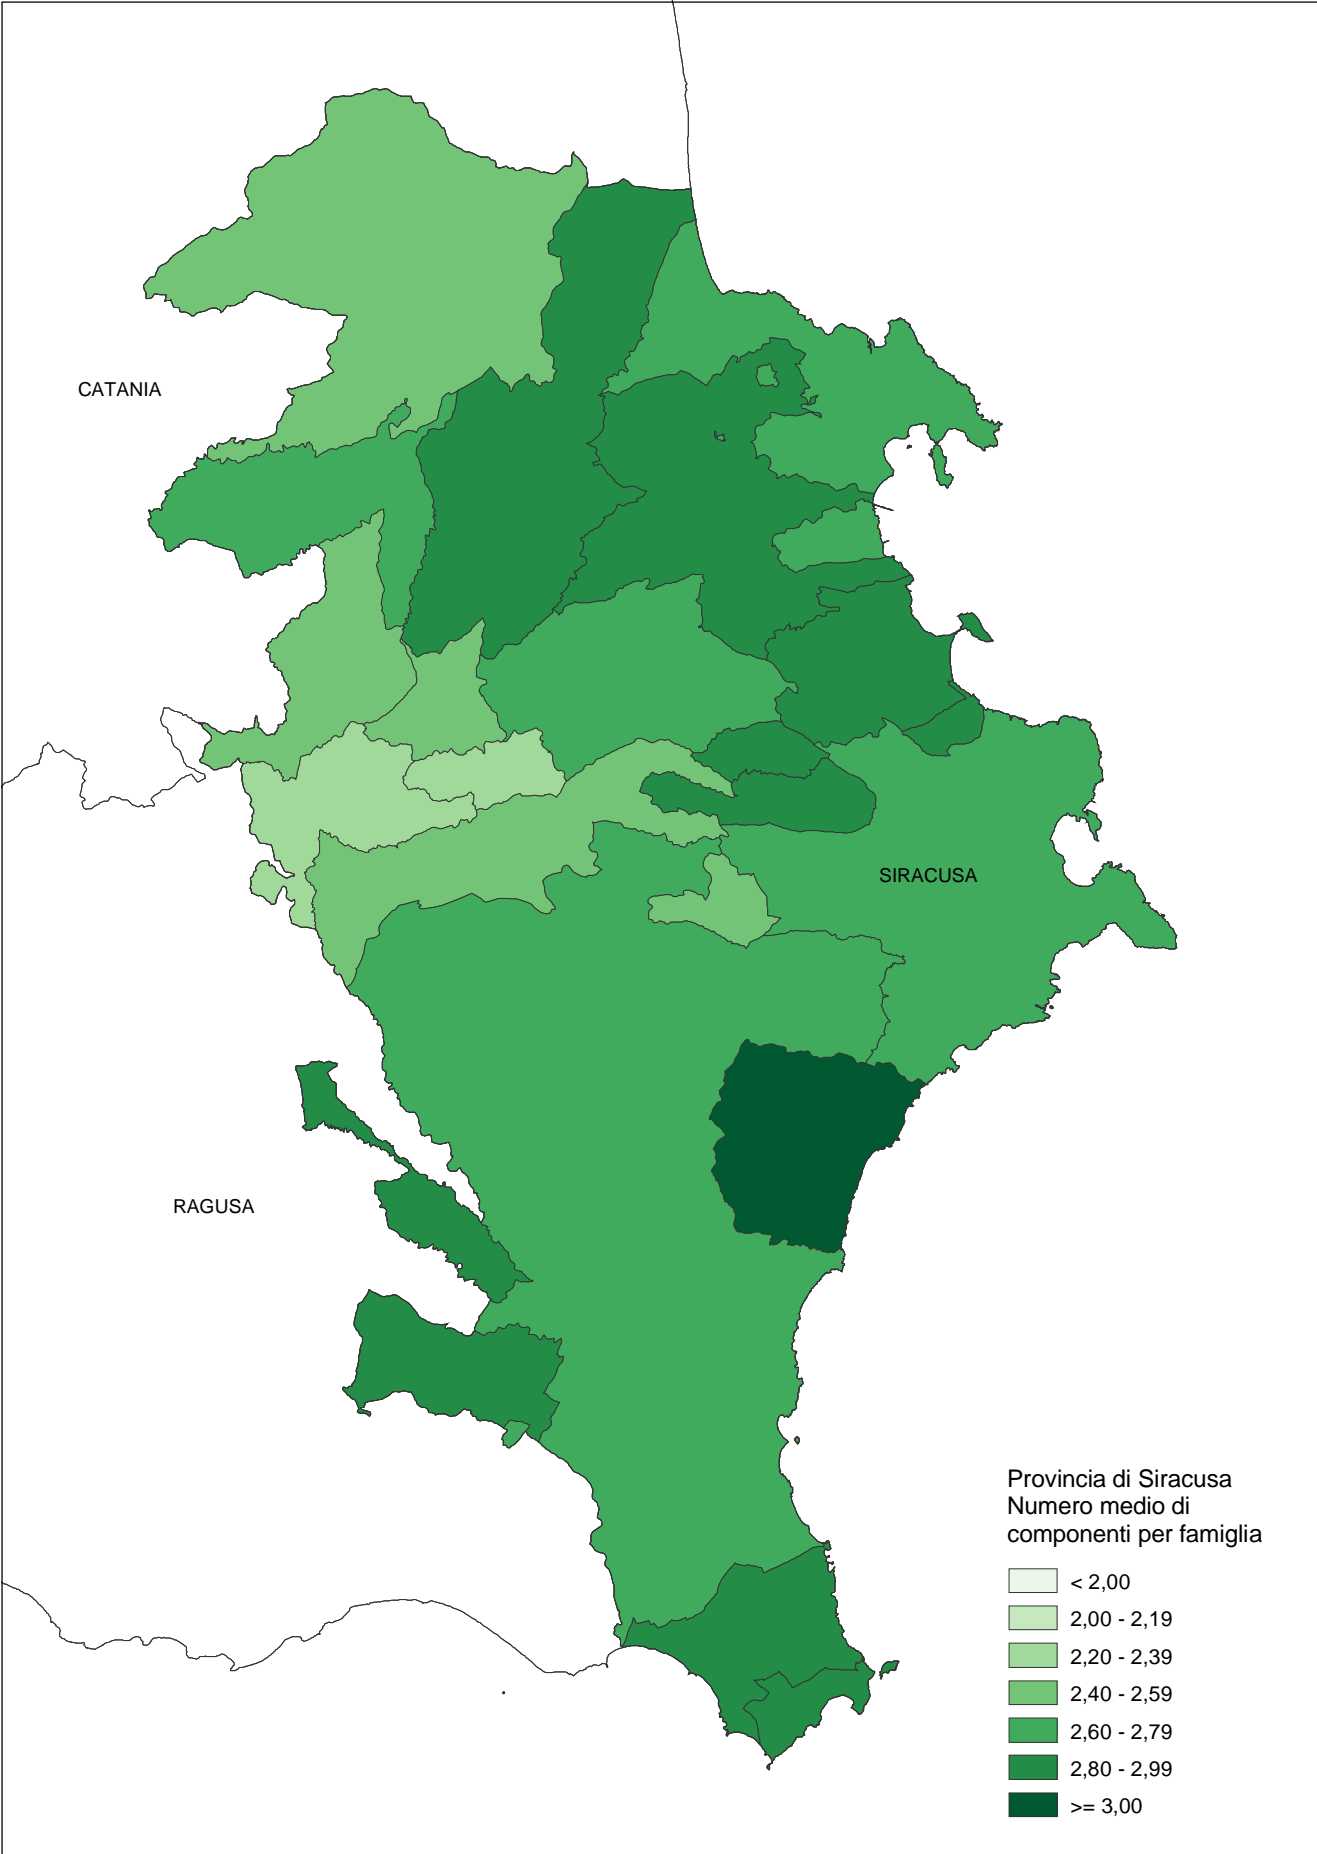 CATANIA
SIRACUSA
RAGUSA
Provincia di Siracusa
Numero medio di
componenti per famiglia
< 2,00
2,00 - 2,19
2,20 - 2,39
2,40 - 2,59
2,60 - 2,79
2,80 - 2,99
>= 3,00